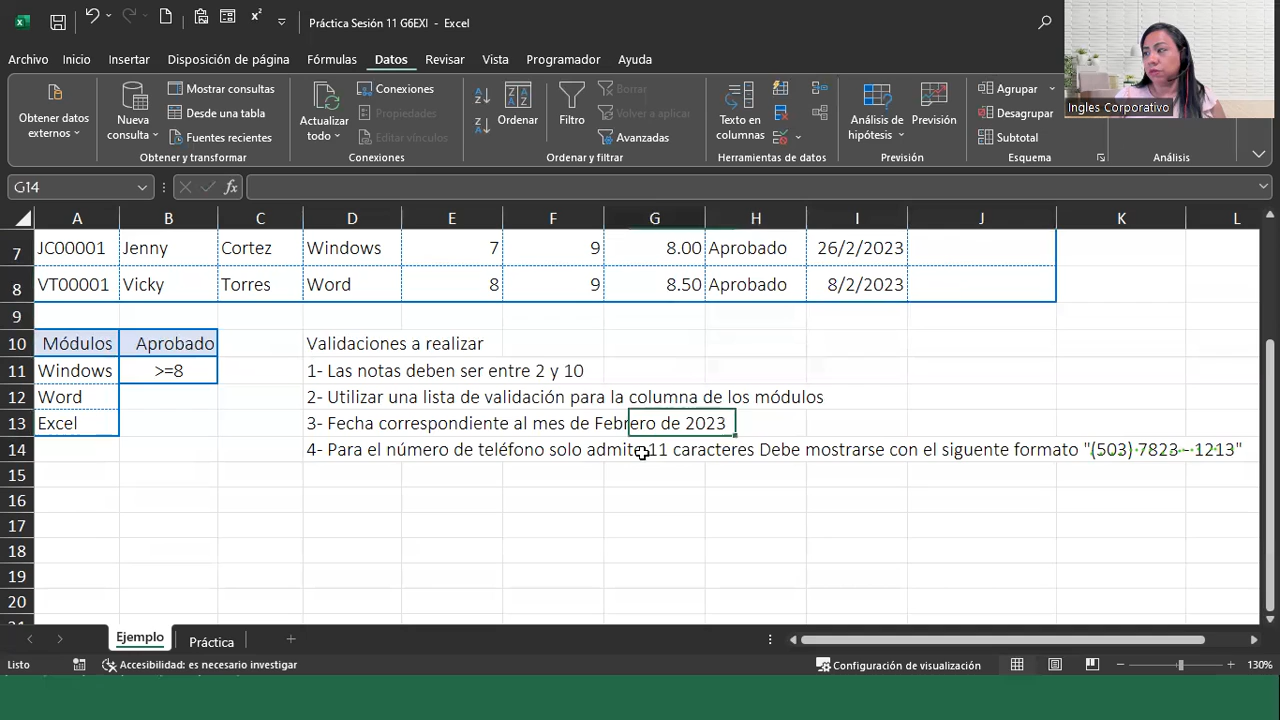 Práctica Sesión 11 G6EXI - Excel
Archivo Inicio Insertar Disposición de página Fórmulas Datos Revisar Vista Programador Ayuda
Ingles Corporativo
Obtener datos externos
Nueva consulta
Mostrar consultas
Desde una tabla
Fuentes recientes
Obtener y transformar
Actualizar todo
Conexiones
Propiedades
Editar vínculos
Conexiones
Ordenar
Filtro
Borrar
Volver a aplicar
Avanzadas
Ordenar y filtrar
Texto en columnas
Herramientas de datos
Análisis de hipótesis
Previsión
Previsión
Agrupar
Desagrupar
Subtotal
Esquema
Análisis
G14
fx
A B C D E F G H I J K L
7 JC00001 Jenny Cortez Windows 7 9 8.00 Aprobado 26/2/2023
8 VT00001 Vicky Torres Word 8 9 8.50 Aprobado 8/2/2023
9
10 Módulos Aprobado Validaciones a realizar
11 Windows >=8 1- Las notas deben ser entre 2 y 10
12 Word 2- Utilizar una lista de validación para la columna de los módulos
13 Excel 3- Fecha correspondiente al mes de Febrero de 2023
14 4- Para el número de teléfono solo admite 11 caracteres Debe mostrarse con el siguente formato "(503) 7823 - 1213"
15
16
17
18
19
20
21
Ejemplo Práctica
Listo Accesibilidad: es necesario investigar Configuración de visualización 130%